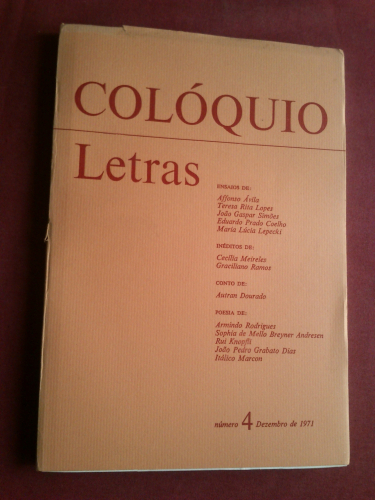 COLÓQUIO
Letras
ENSAIOS DE:
Affonso Ávila
Teresa Rita Lopes
João Gaspar Simões
Eduardo Prado Coelho
Maria Lúcia Lepecki
INÉDITOS DE:
Cecília Meireles
Graciliano Ramos
CONTO DE:
Autran Dourado
POESIA DE:
Armindo Rodrigues
Sophia de Mello Breyner Andresen
Rui Knopfli
João Pedro Grabato Dias
Itálico Marcon
número 4 Dezembro de 1971